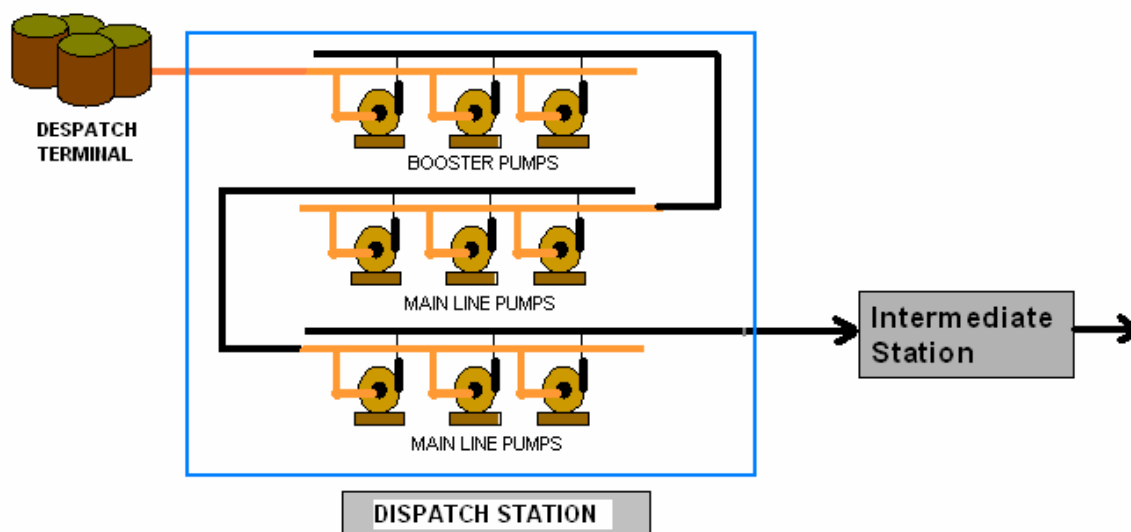 DESPATCH
TERMINAL
BOOSTER PUMPS
MAIN LINE PUMPS
Intermediate
Station
MAIN LINE PUMPS
DISPATCH STATION